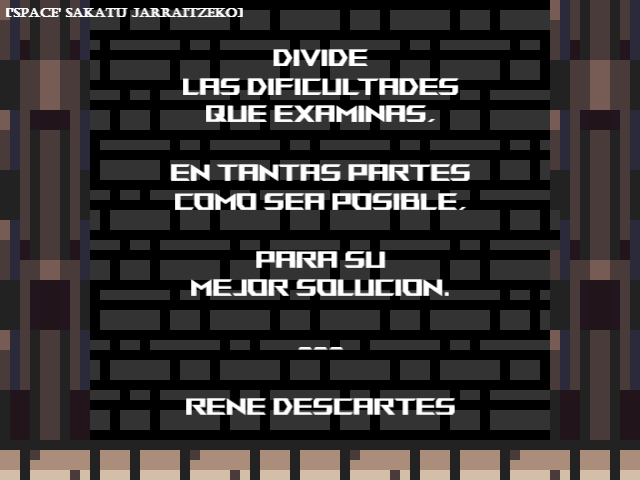 ['SPACE' SAKATU JARRAITZEKO]
DIVIDE
LAS DIFICULTADES
QUE EXAMINAS,
EN TANTAS PARTES
COMO SEA POSIBLE,
PARA SU
MEJOR SOLUCION.
---
RENE DESCARTES